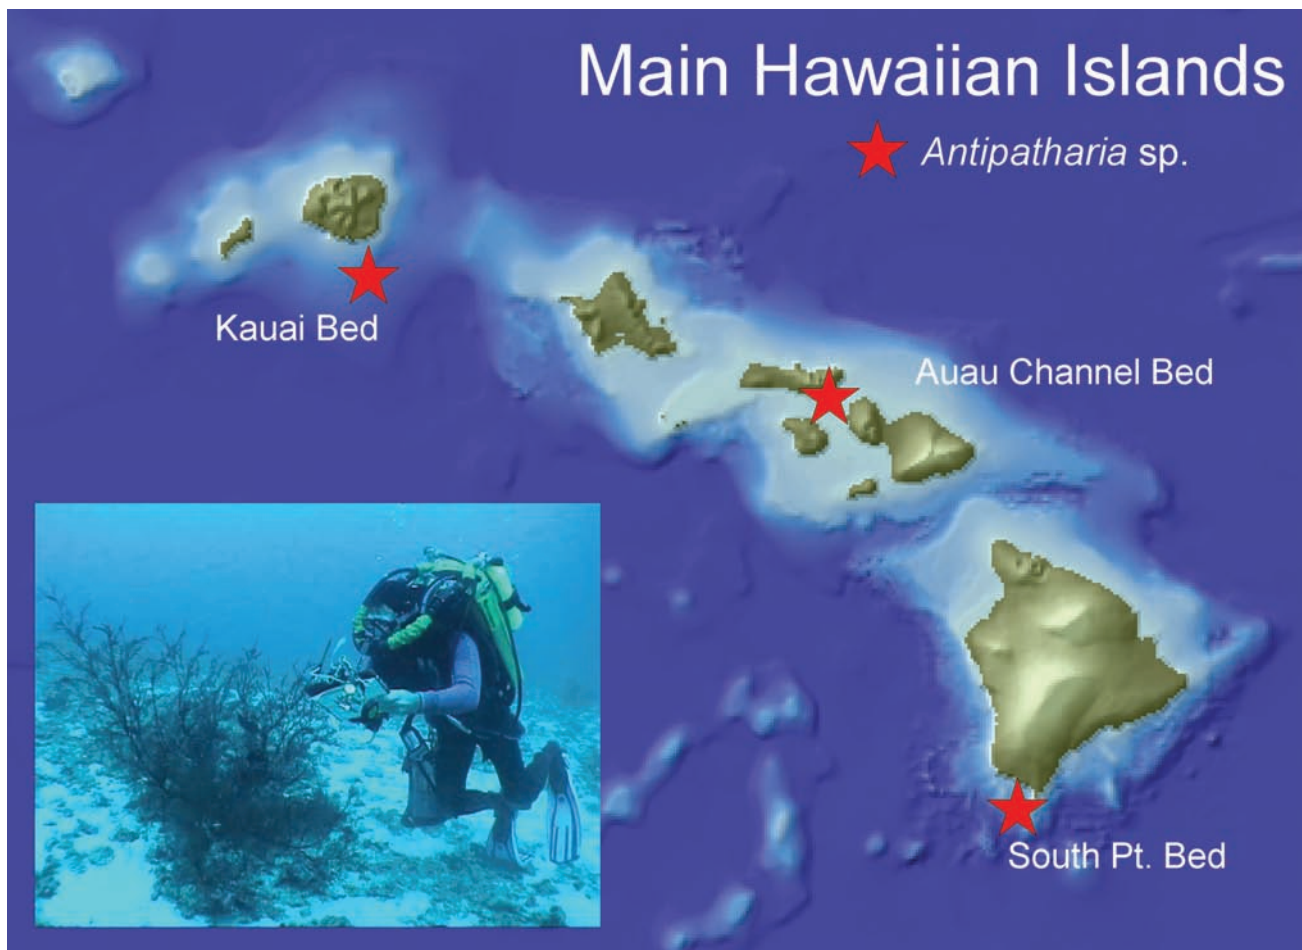 Main Hawaiian Islands
Antipatharia sp.
Kauai Bed
Auau Channel Bed
South Pt. Bed